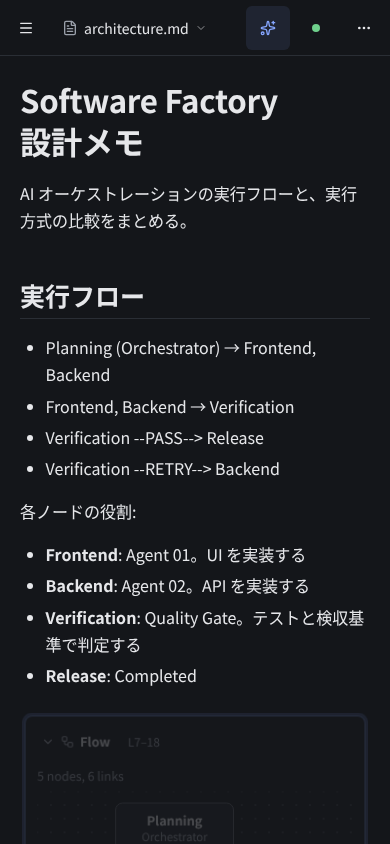 architecture.md
Software Factory
設計メモ
AI オーケストレーションの実行フローと、実行
方式の比較をまとめる。
実行フロー
Planning (Orchestrator) → Frontend,
Backend
Frontend, Backend → Verification
Verification --PASS--> Release
Verification --RETRY--> Backend
各ノードの役割:
Frontend: Agent 01。UI を実装する
Backend: Agent 02。API を実装する
Verification: Quality Gate。テストと検収基
準で判定する
Release: Completed
Flow L7–18
5 nodes, 6 links
Planning
Orchestrator